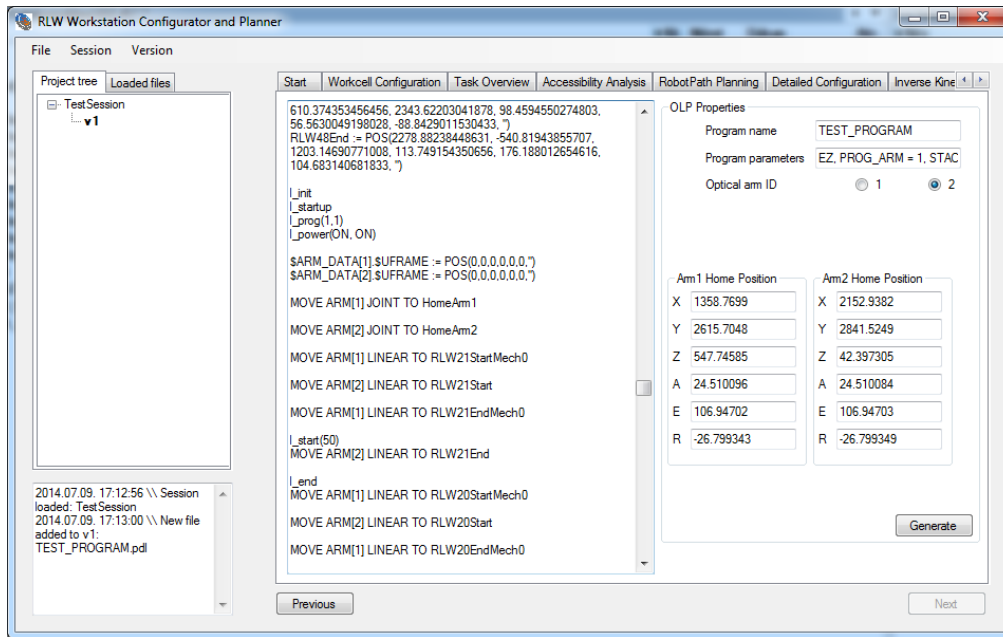 RLW Workstation Configurator and Planner
File Session Version
Project tree Loaded files
TestSession
v1
2014.07.09. 17:12:56 \\ Session
loaded: TestSession
2014.07.09. 17:13:00 \\ New file
added to v1:
TEST_PROGRAM.pdl
Start Workcell Configuration Task Overview Accessibility Analysis RobotPath Planning Detailed Configuration Inverse Kine
610.374353456456, 2343.62203041878, 98.4594550274803,
56.5630049198028, -88.8429011530433, '')
RLW48End := POS(2278.88238448631, -540.81943855707,
1203.14690771008, 113.749154350656, 176.188012654616,
104.683140681833, '')
l_init
l_startup
l_prog(1,1)
l_power(ON, ON)
$ARM_DATA[1].$UFRAME := POS(0,0,0,0,0,0,'')
$ARM_DATA[2].$UFRAME := POS(0,0,0,0,0,0,'')
MOVE ARM[1] JOINT TO HomeArm1
MOVE ARM[2] JOINT TO HomeArm2
MOVE ARM[1] LINEAR TO RLW21StartMech0
MOVE ARM[2] LINEAR TO RLW21Start
MOVE ARM[1] LINEAR TO RLW21EndMech0
l_start(50)
MOVE ARM[2] LINEAR TO RLW21End
l_end
MOVE ARM[1] LINEAR TO RLW20StartMech0
MOVE ARM[2] LINEAR TO RLW20Start
MOVE ARM[1] LINEAR TO RLW20EndMech0
OLP Properties
Program name TEST_PROGRAM
Program parameters EZ, PROG_ARM = 1, STAC
Optical arm ID 1 2
Arm1 Home Position
X 1358.7699
Y 2615.7048
Z 547.74585
A 24.510096
E 106.94702
R -26.799343
Arm2 Home Position
X 2152.9382
Y 2841.5249
Z 42.397305
A 24.510084
E 106.94703
R -26.799349
Generate
Previous Next